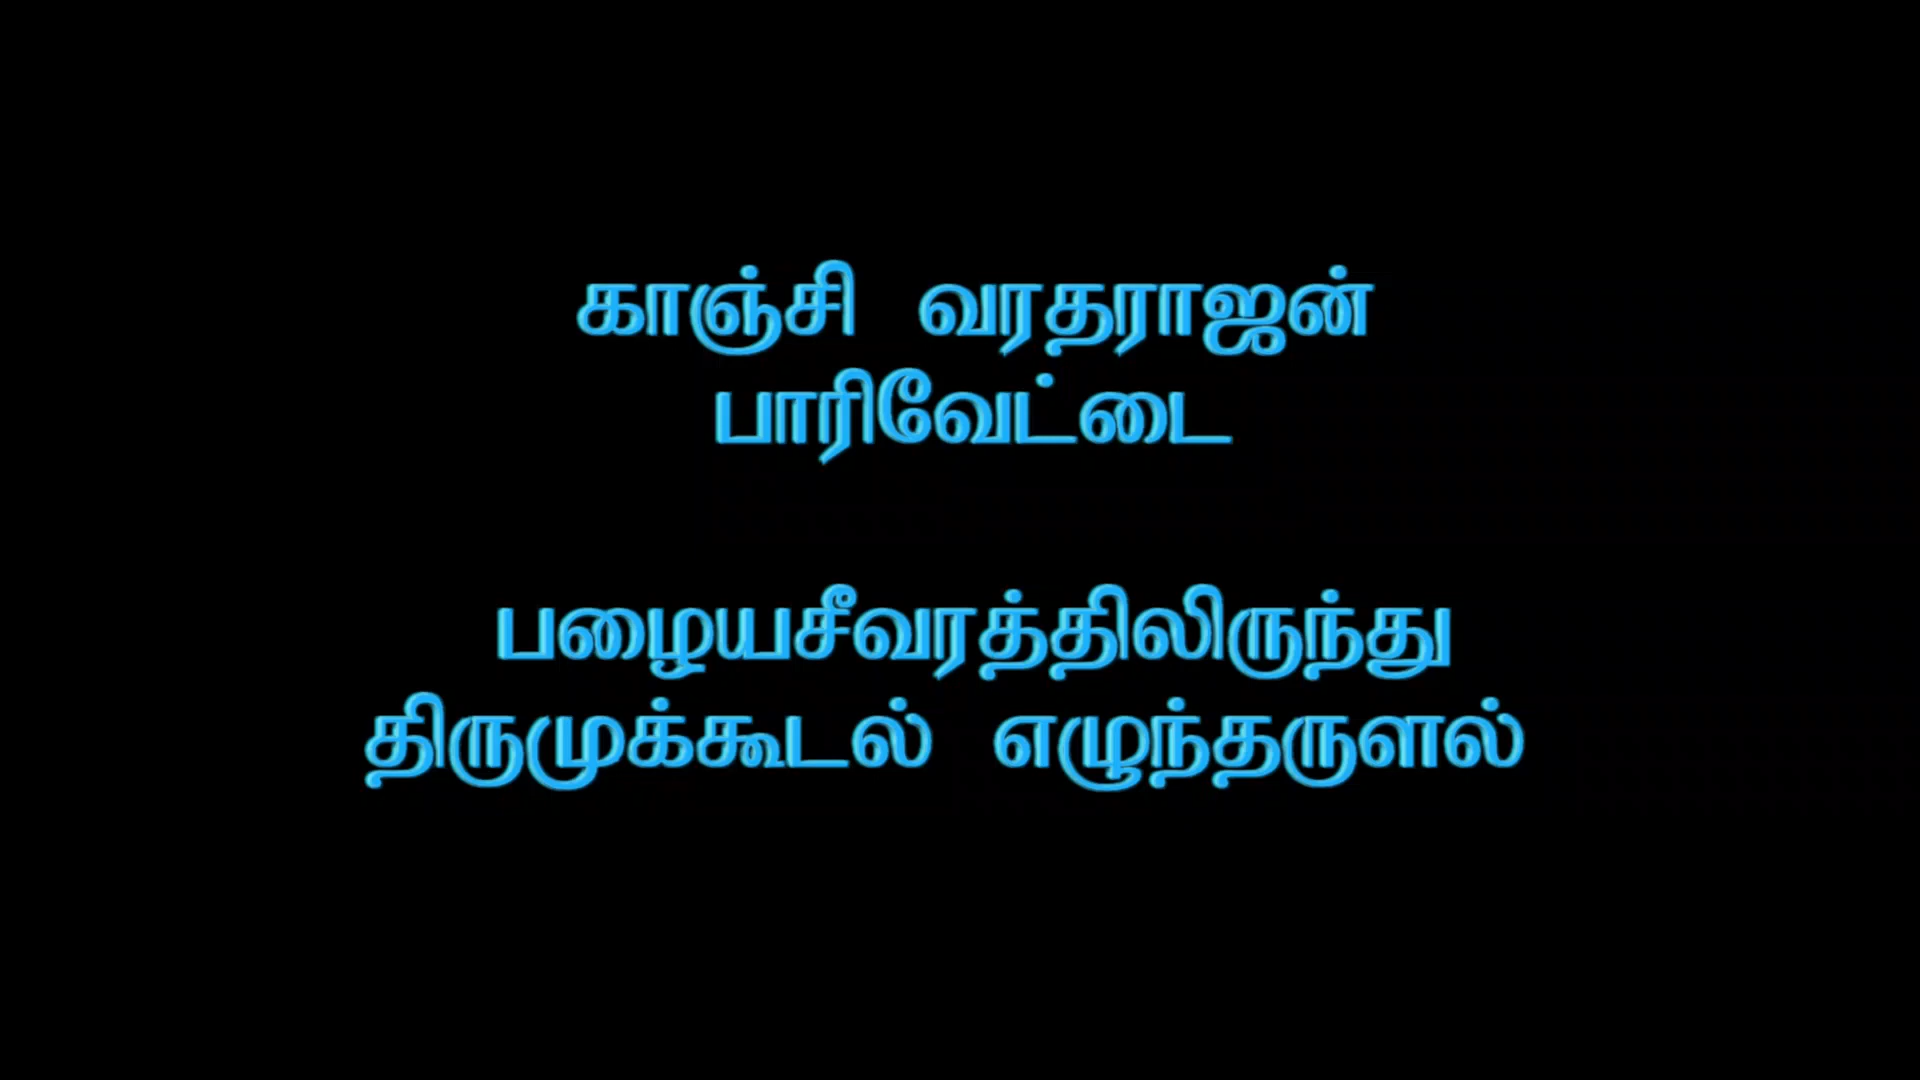 காஞ்சி வரதராஜன்
பாரிவேட்டை
பழையசீவரத்திலிருந்து
திருமுக்கூடல் எழுந்தருளல்